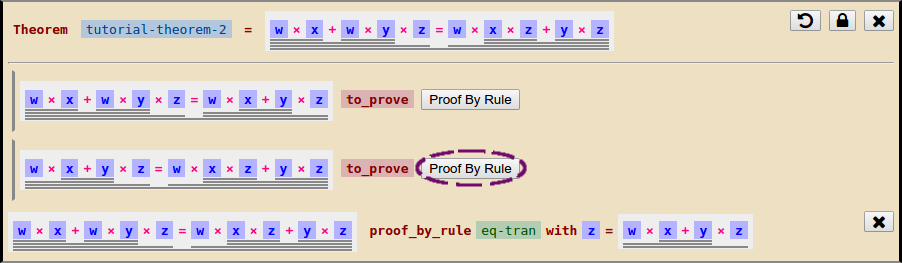 Theorem tutorial-theorem-2 = w × x + w × y × z = w × x × z + y × z
w × x + w × y × z = w × x + y × z to_prove Proof By Rule
w × x + y × z = w × x × z + y × z to_prove Proof By Rule
w × x + w × y × z = w × x × z + y × z proof_by_rule eq-tran with z = w × x + y × z